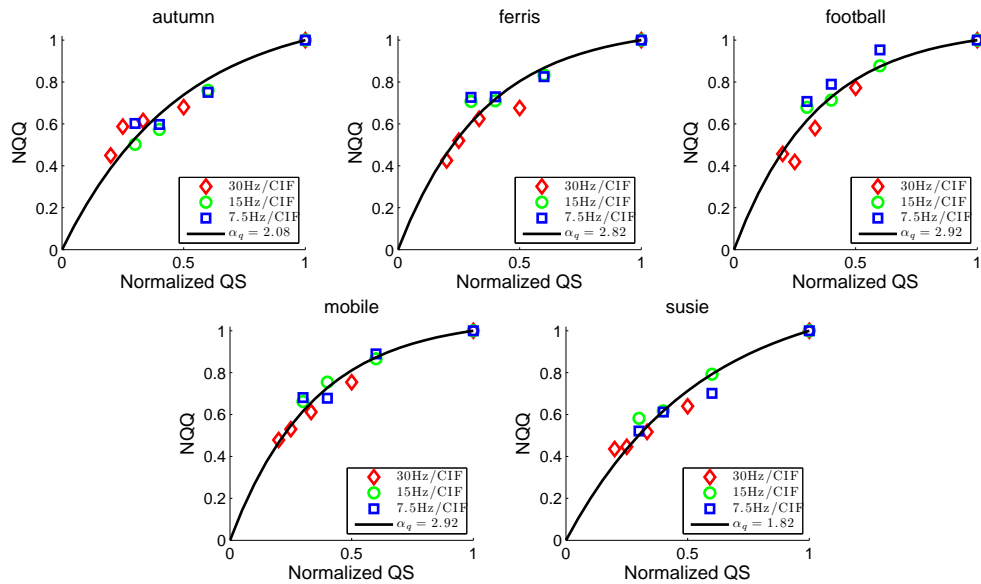 autumn
NQQ
1
0.8
0.6
0.4
0.2
0
0
0.5
1
Normalized QS
30Hz/CIF
15Hz/CIF
7.5Hz/CIF
α_q = 2.08
ferris
NQQ
1
0.8
0.6
0.4
0.2
0
0
0.5
1
Normalized QS
30Hz/CIF
15Hz/CIF
7.5Hz/CIF
α_q = 2.82
football
NQQ
1
0.8
0.6
0.4
0.2
0
0
0.5
1
Normalized QS
30Hz/CIF
15Hz/CIF
7.5Hz/CIF
α_q = 2.92
mobile
NQQ
1
0.8
0.6
0.4
0.2
0
0
0.5
1
Normalized QS
30Hz/CIF
15Hz/CIF
7.5Hz/CIF
α_q = 2.92
susie
NQQ
1
0.8
0.6
0.4
0.2
0
0
0.5
1
Normalized QS
30Hz/CIF
15Hz/CIF
7.5Hz/CIF
α_q = 1.82